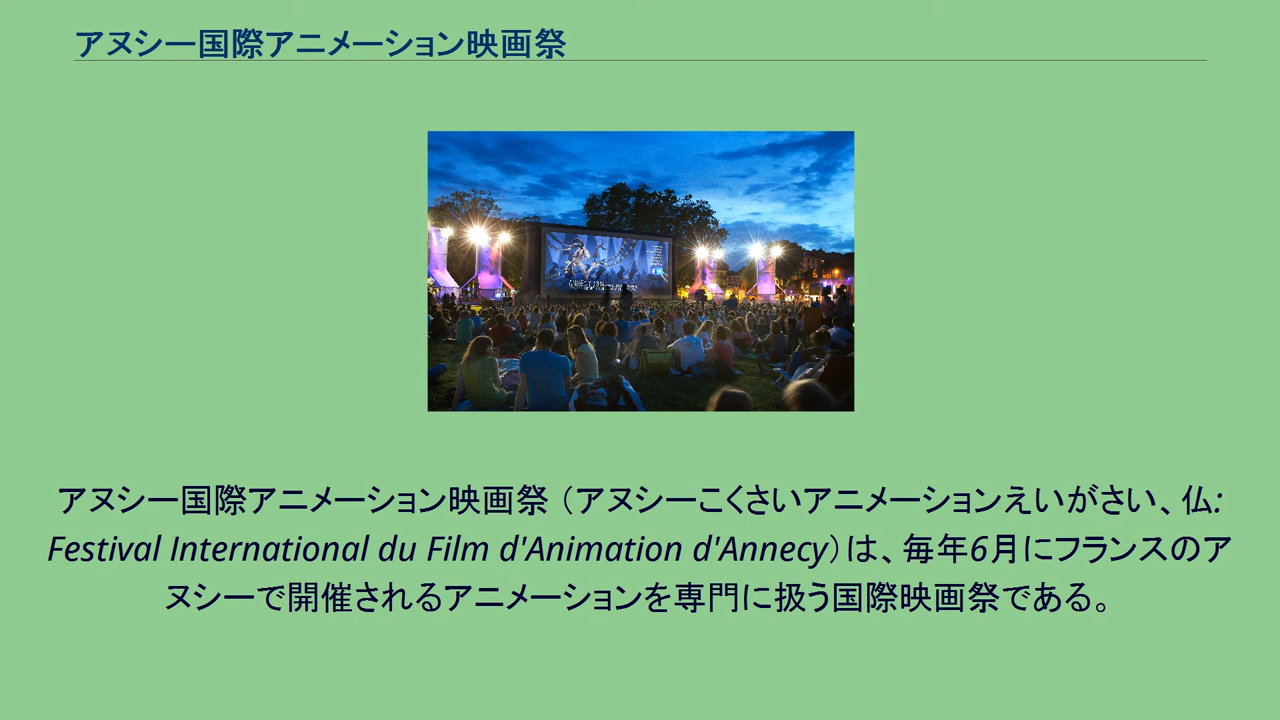 アヌシー国際アニメーション映画祭
アヌシー国際アニメーション映画祭（アヌシーこくさいアニメーションえいがさい、仏:
Festival International du Film d'Animation d'Annecy）は、毎年6月にフランスのア
ヌシーで開催されるアニメーションを専門に扱う国際映画祭である。